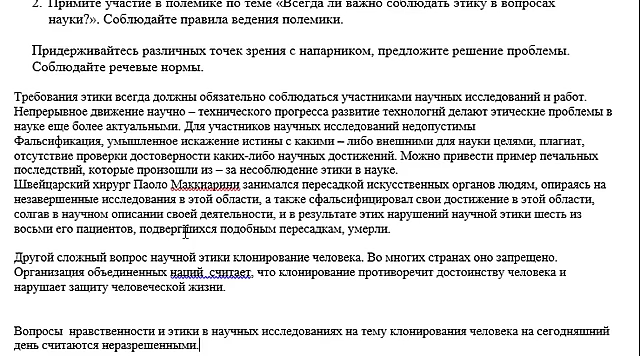 2. Примите участие в полемике по теме «Всегда ли важно соблюдать этику в вопросах
науки?». Соблюдайте правила ведения полемики.
Придерживайтесь различных точек зрения с напарником, предложите решение проблемы.
Соблюдайте речевые нормы.
Требования этики всегда должны обязательно соблюдаться участниками научных исследований и работ.
Непрерывное движение научно – технического прогресса развитие технологий делают этические проблемы в
науке еще более актуальными. Для участников научных исследований недопустимы
Фальсификация, умышленное искажение истины с какими – либо внешними для науки целями, плагиат,
отсутствие проверки достоверности каких-либо научных достижений. Можно привести пример печальных
последствий, которые произошли из – за несоблюдение этики в науке.
Швейцарский хирург Паоло Маккиарини занимался пересадкой искусственных органов людям, опираясь на
незавершенные исследования в этой области, а также сфальсифицировал свои достижение в этой области,
солгав в научном описании своей деятельности, и в результате этих нарушений научной этики шесть из
восьми его пациентов, подвергшихся подобным пересадкам, умерли.
Другой сложный вопрос научной этики клонирование человека. Во многих странах оно запрещено.
Организация объединенных наций считает, что клонирование противоречит достоинству человека и
нарушает защиту человеческой жизни.
Вопросы нравственности и этики в научных исследованиях на тему клонирования человека на сегодняшний
день считаются неразрешенными.